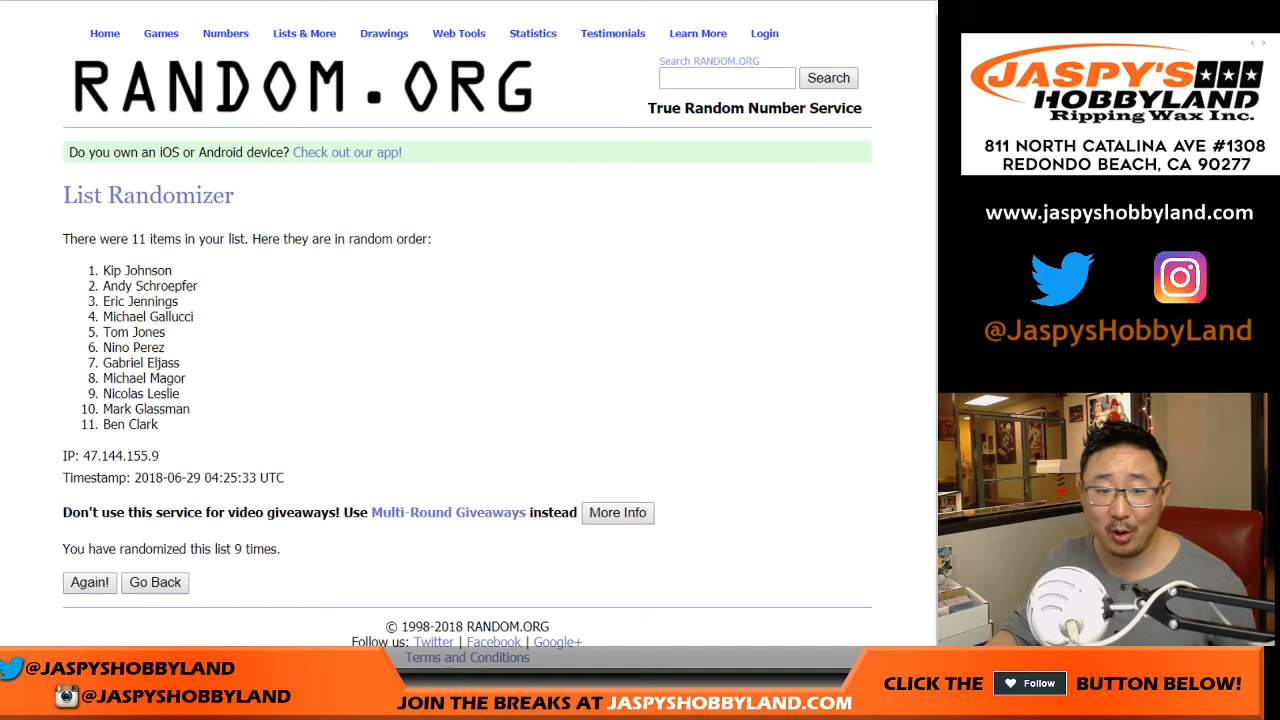 Home Games Numbers Lists & More Drawings Web Tools Statistics Testimonials Learn More Login
RANDOM.ORG
Search RANDOM.ORG
Search
True Random Number Service
Do you own an iOS or Android device? Check out our app!
List Randomizer
There were 11 items in your list. Here they are in random order:
1. Kip Johnson
2. Andy Schroepfer
3. Eric Jennings
4. Michael Gallucci
5. Tom Jones
6. Nino Perez
7. Gabriel Eljass
8. Michael Magor
9. Nicolas Leslie
10. Mark Glassman
11. Ben Clark
IP: 47.144.155.9
Timestamp: 2018-06-29 04:25:33 UTC
Don't use this service for video giveaways! Use Multi-Round Giveaways instead More Info
You have randomized this list 9 times.
Again! Go Back
© 1998-2018 RANDOM.ORG
Follow us: Twitter | Facebook | Google+
Terms and Conditions
JASPY'S
HOBBYLAND
Ripping Wax Inc.
811 NORTH CATALINA AVE #1308
REDONDO BEACH, CA 90277
www.jaspyshobbyland.com
@JaspysHobbyLand
@JASPYSHOBBYLAND
@JASPYSHOBBYLAND
JOIN THE BREAKS AT JASPYSHOBBYLAND.COM
CLICK THE Follow BUTTON BELOW!